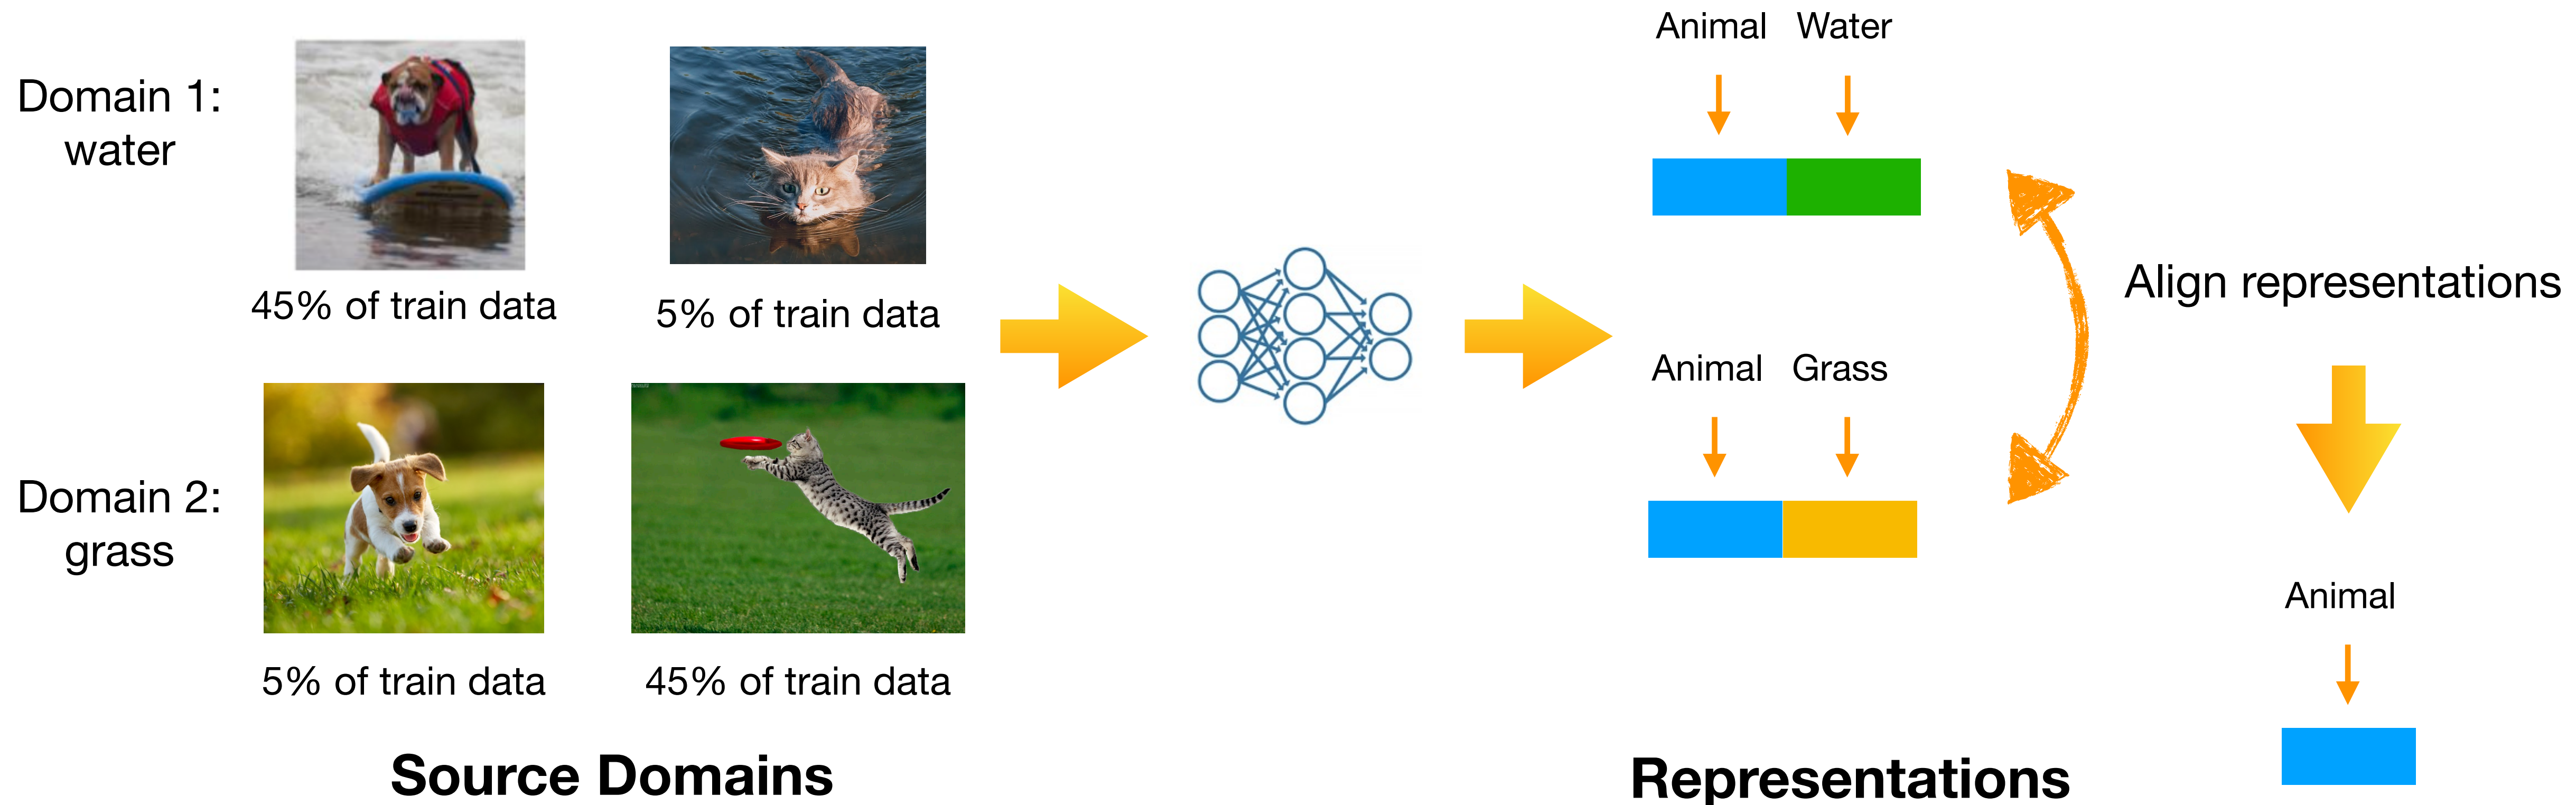 Domain 1:
water
45% of train data
5% of train data
Domain 2:
grass
5% of train data
45% of train data
Source Domains
Animal Water
Animal Grass
Representations
Align representations
Animal